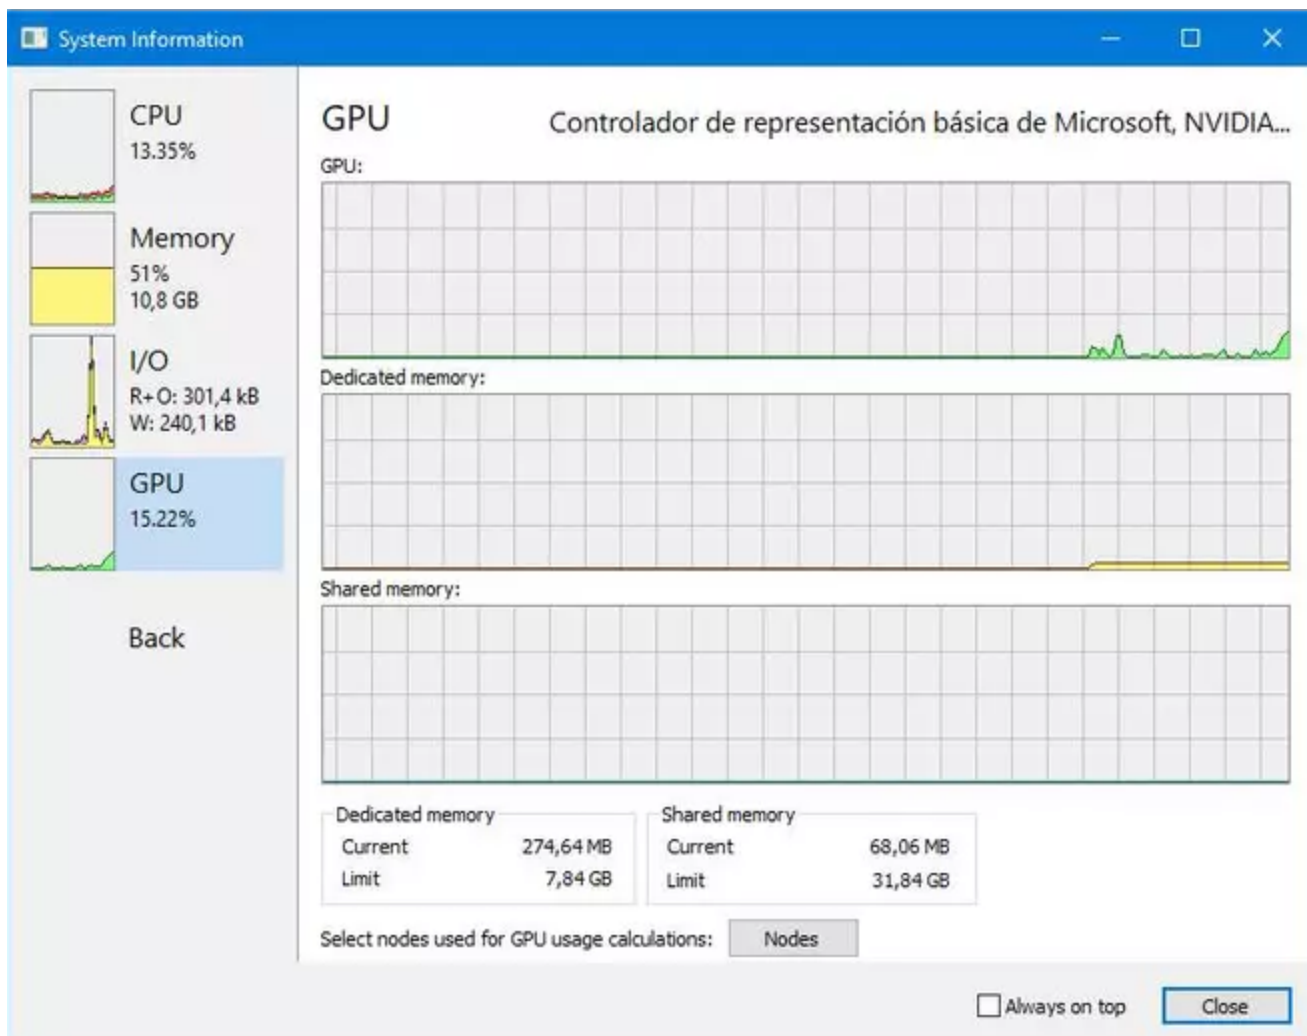 System Information
CPU
13.35%
Memory
51%
10,8 GB
I/O
R+O: 301,4 kB
W: 240,1 kB
GPU
15.22%
Back
GPU
Controlador de representación básica de Microsoft, NVIDIA...
GPU:
Dedicated memory:
Shared memory:
Dedicated memory
Current 274,64 MB
Limit 7,84 GB
Shared memory
Current 68,06 MB
Limit 31,84 GB
Select nodes used for GPU usage calculations: Nodes
Always on top
Close